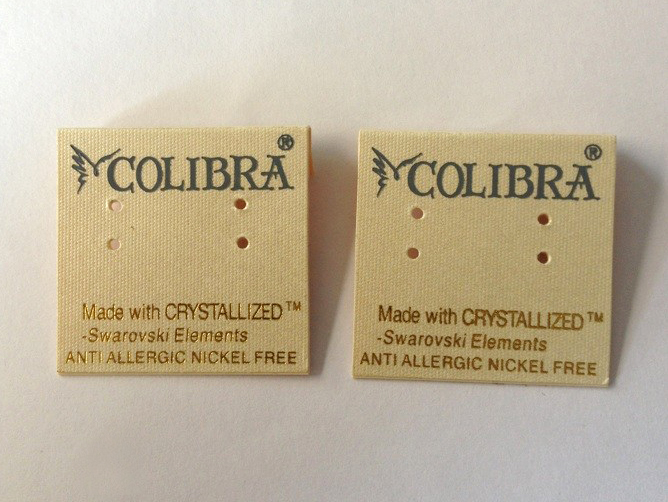 COLIBRA®
Made with CRYSTALLIZED™
-Swarovski Elements
ANTI ALLERGIC NICKEL FREE
COLIBRA®
Made with CRYSTALLIZED™
-Swarovski Elements
ANTI ALLERGIC NICKEL FREE